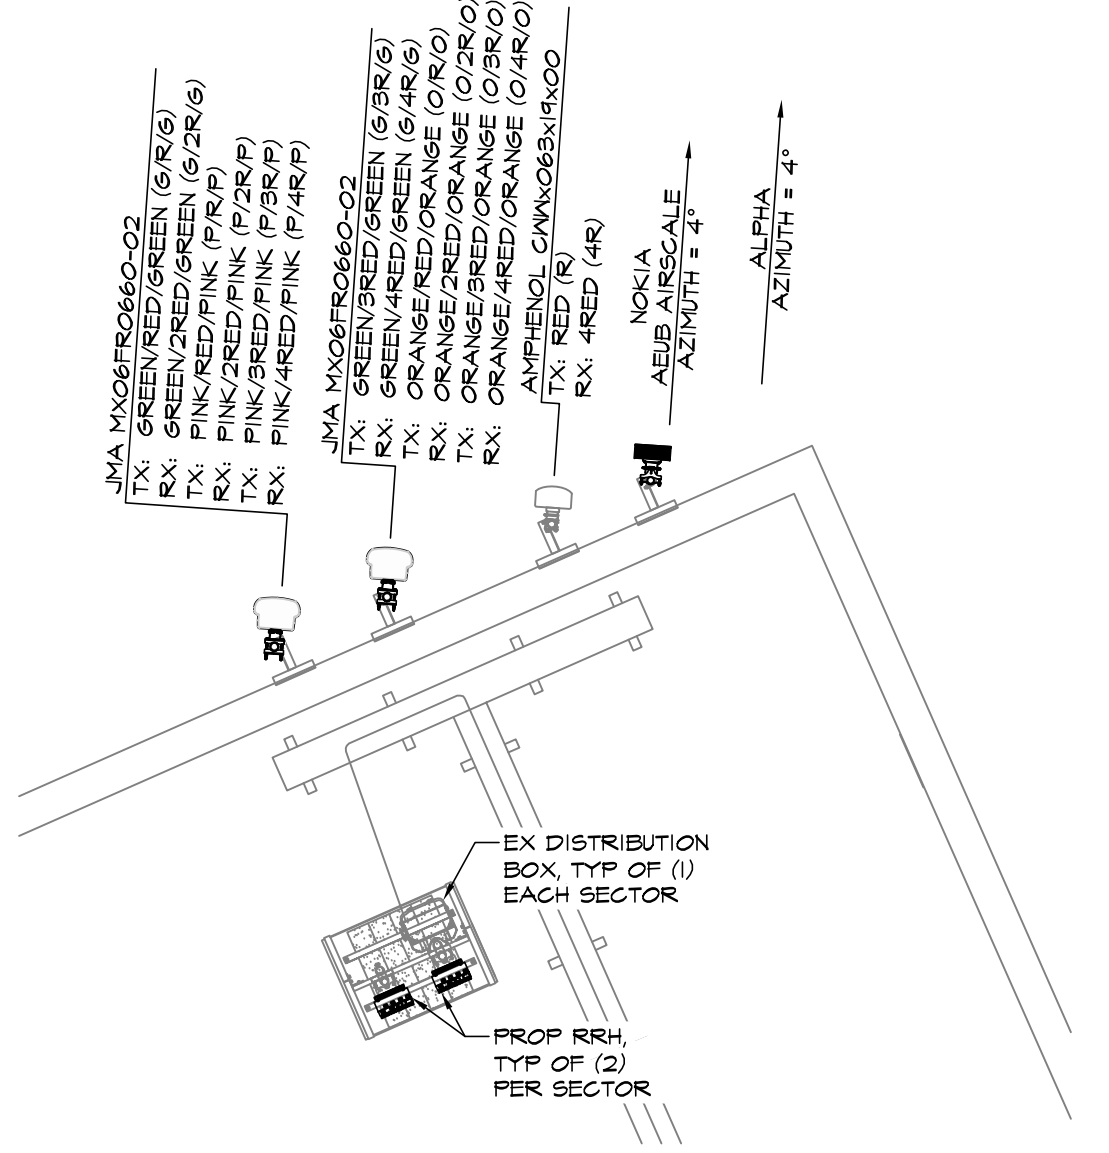 JMA MX06FRO660-02
TX: GREEN/RED/GREEN (G/R/G)
RX: GREEN/2RED/GREEN (G/2R/G)
TX: PINK/RED/PINK (P/R/P)
RX: PINK/2RED/PINK (P/2R/P)
TX: PINK/3RED/PINK (P/3R/P)
RX: PINK/4RED/PINK (P/4R/P)
JMA MX06FRO660-02
TX: GREEN/3RED/GREEN (G/3R/G)
RX: GREEN/4RED/GREEN (G/4R/G)
TX: ORANGE/RED/ORANGE (O/R/O)
RX: ORANGE/2RED/ORANGE (O/2R/O)
TX: ORANGE/3RED/ORANGE (O/3R/O)
RX: ORANGE/4RED/ORANGE (O/4R/O)
AMPHENOL CWWX063X19X00
TX: RED (R)
RX: 4RED (4R)
NOKIA
AEUB AIRSCALE
AZIMUTH = 4°
ALPHA
AZIMUTH = 4°
EX DISTRIBUTION
BOX, TYP OF (1)
EACH SECTOR
PROP RRH,
TYP OF (2)
PER SECTOR